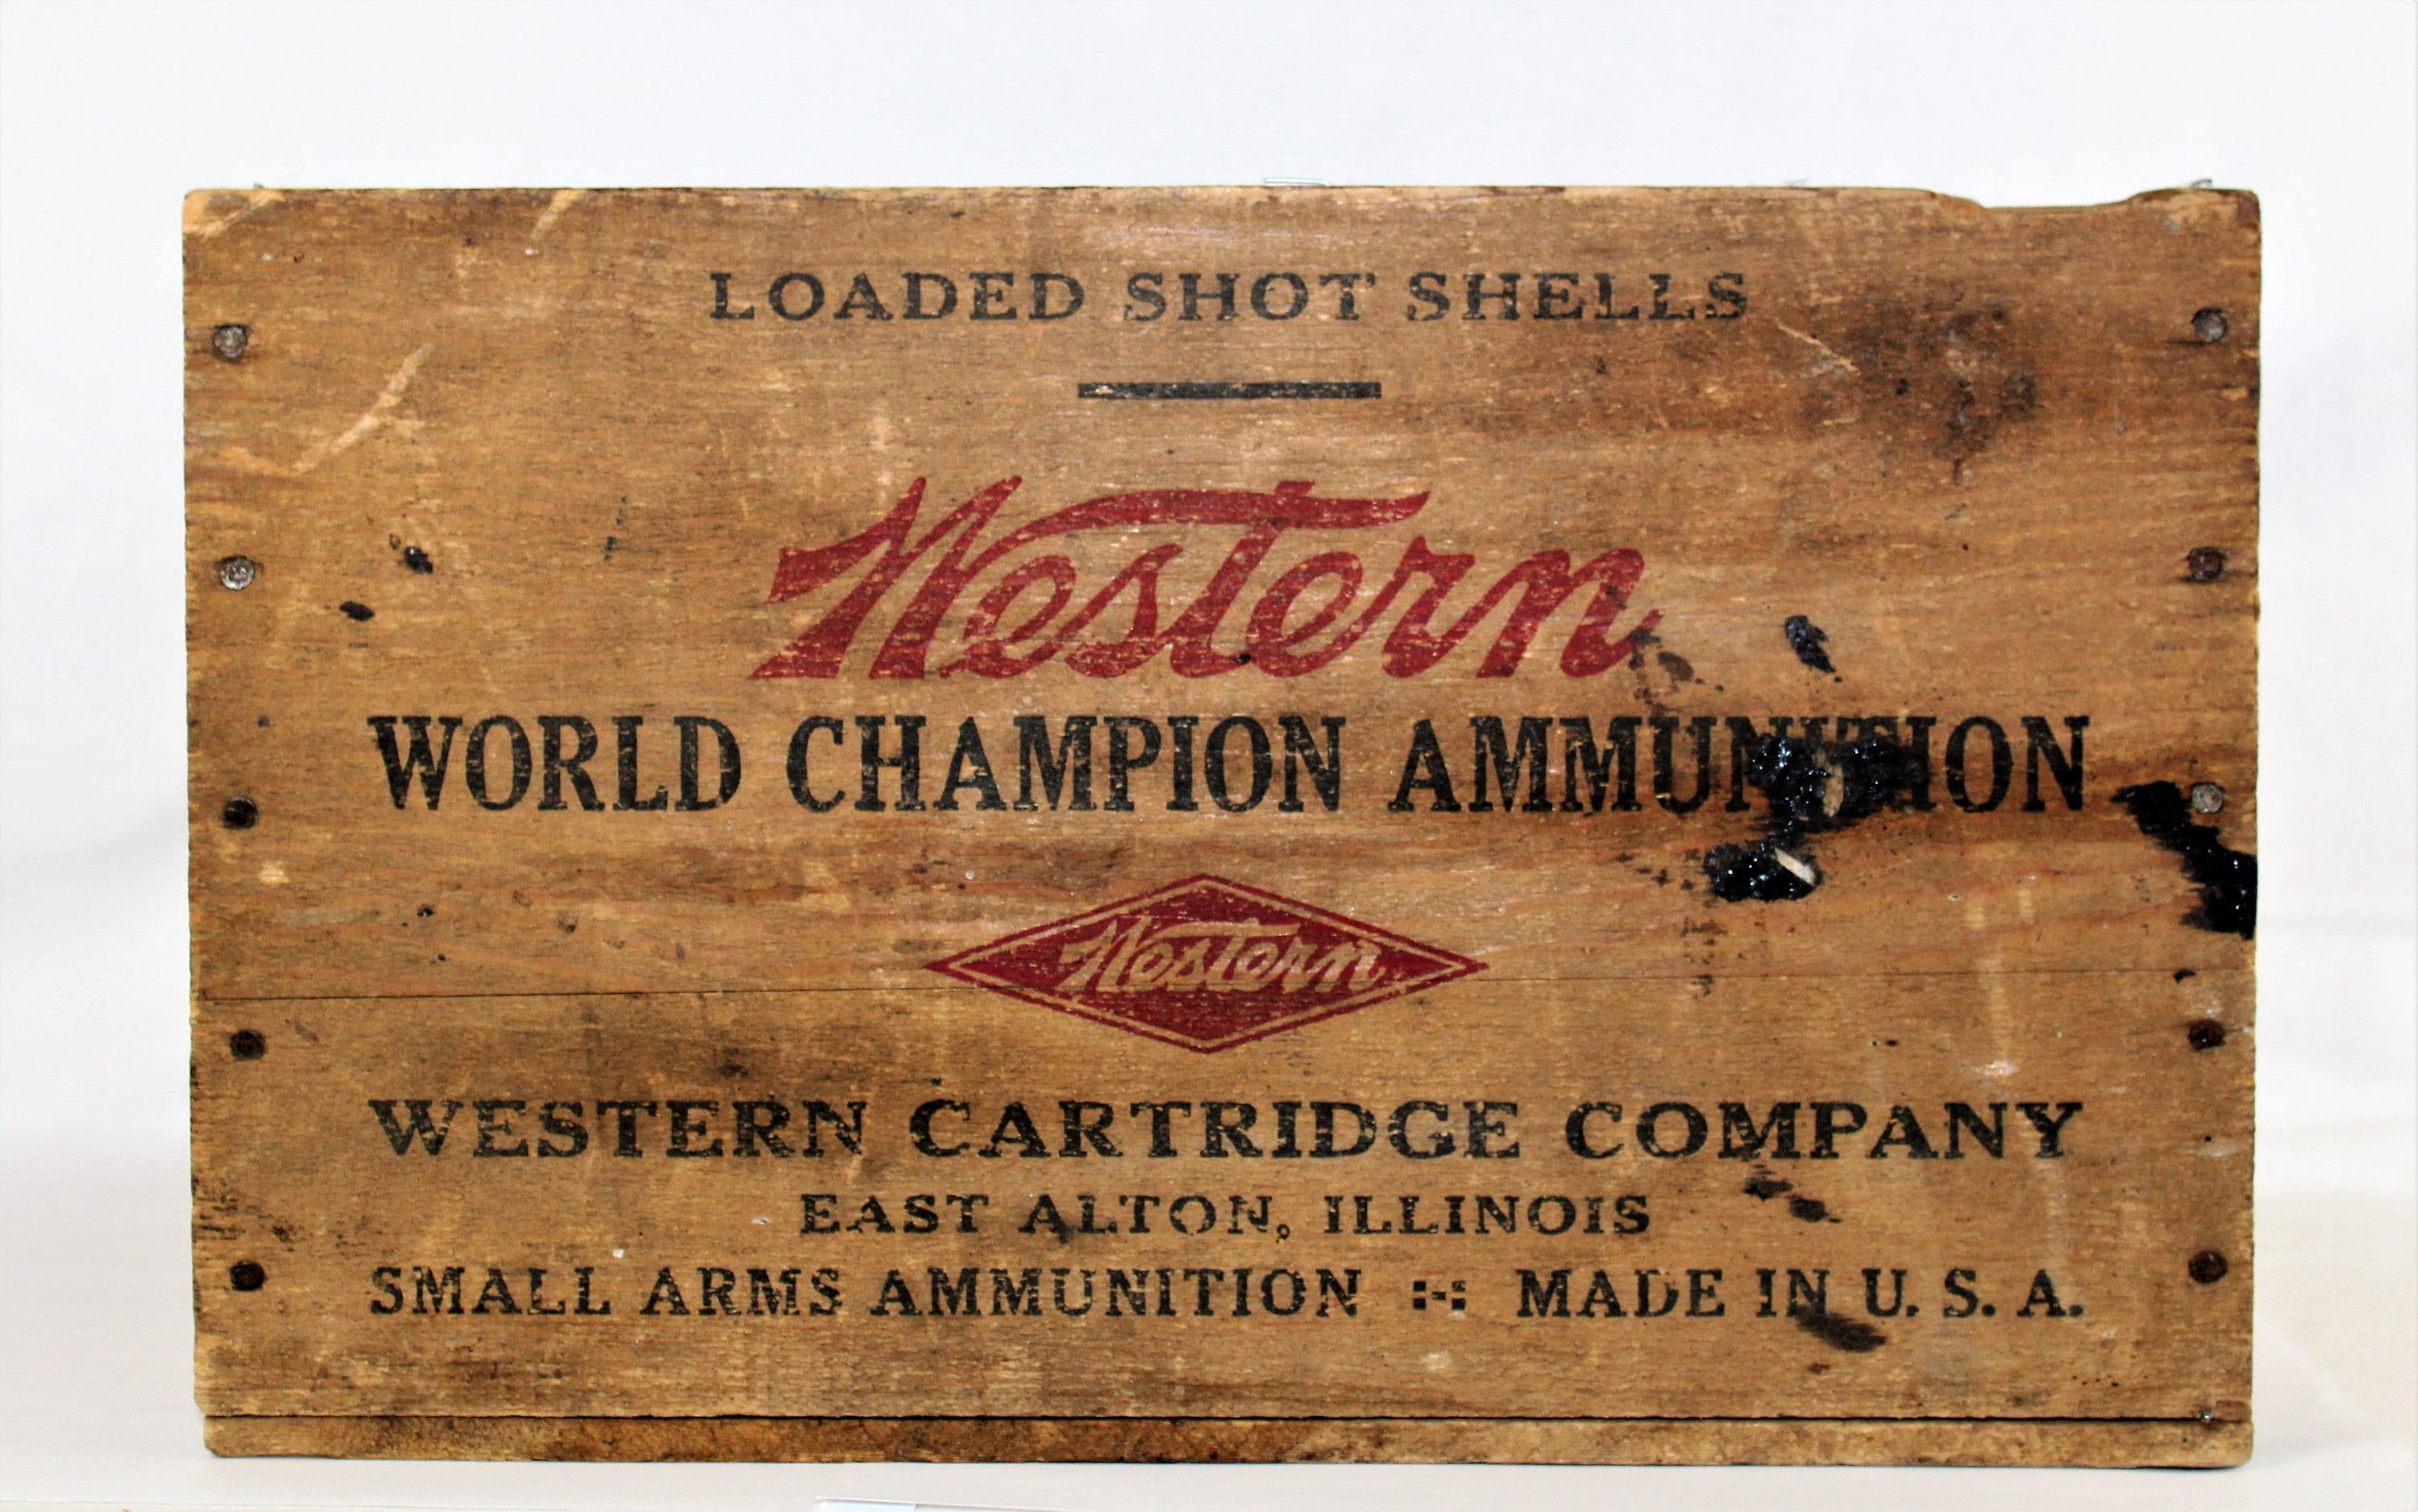 LOADED SHOT SHELLS
Western
WORLD CHAMPION AMMUNITION
Western
WESTERN CARTRIDGE COMPANY
EAST ALTON, ILLINOIS
SMALL ARMS AMMUNITION :-: MADE IN U. S. A.